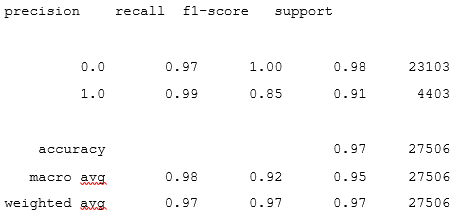 precision recall f1-score support
0.0 0.97 1.00 0.98 23103
1.0 0.99 0.85 0.91 4403
accuracy 0.97 27506
macro avg 0.98 0.92 0.95 27506
weighted avg 0.97 0.97 0.97 27506